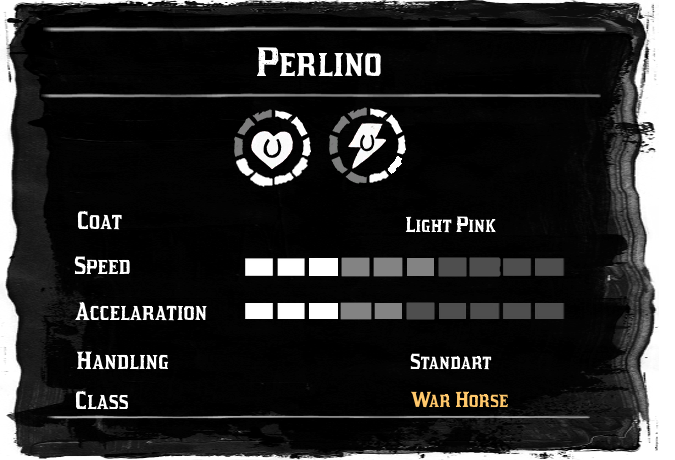 Perlino
Coat Light Pink
Speed
Accelaration
Handling Standart
Class War Horse